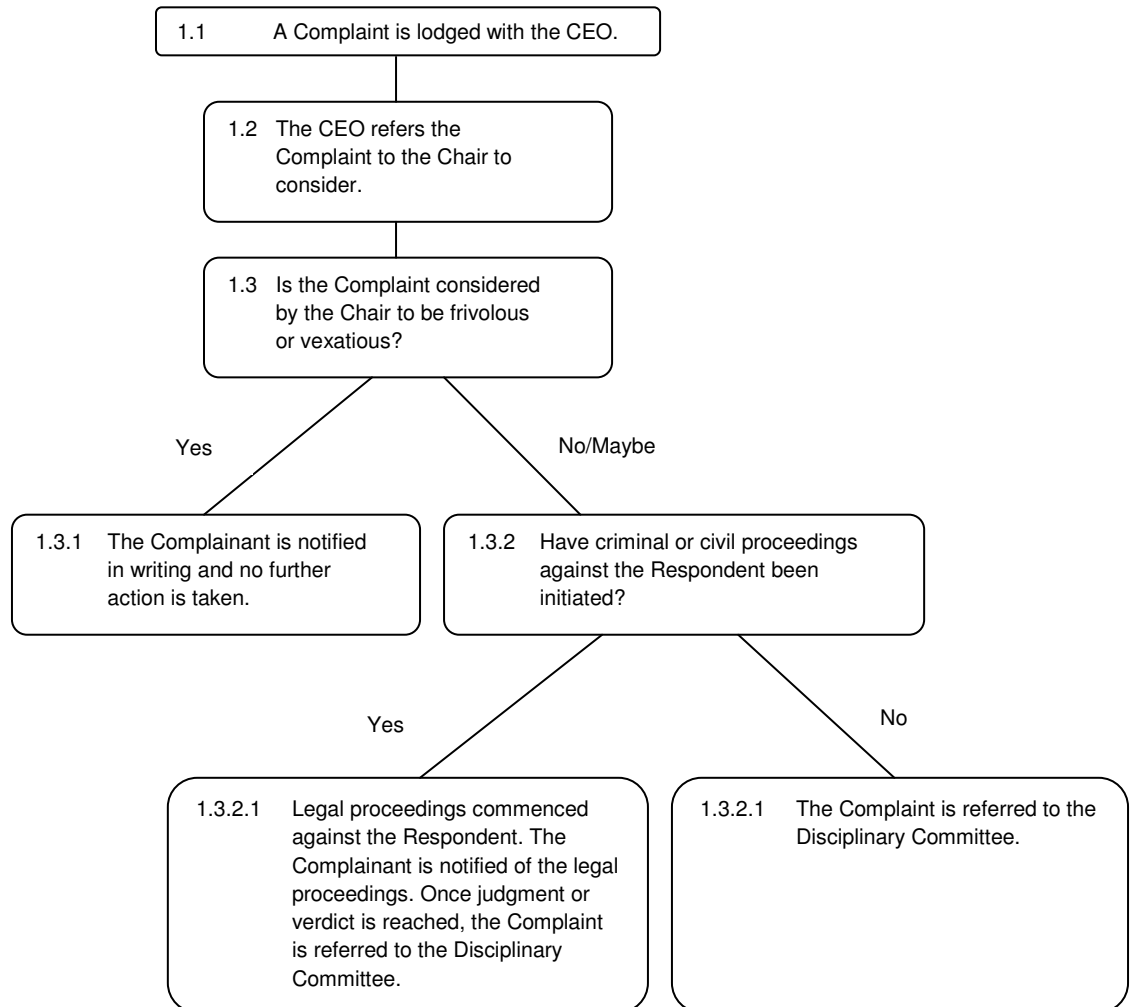 1.1 A Complaint is lodged with the CEO.
1.2 The CEO refers the
Complaint to the Chair to
consider.
1.3 Is the Complaint considered
by the Chair to be frivolous
or vexatious?
Yes
No/Maybe
1.3.1 The Complainant is notified
in writing and no further
action is taken.
1.3.2 Have criminal or civil proceedings
against the Respondent been
initiated?
Yes
No
1.3.2.1 Legal proceedings commenced
against the Respondent. The
Complainant is notified of the legal
proceedings. Once judgment or
verdict is reached, the Complaint
is referred to the Disciplinary
Committee.
1.3.2.1 The Complaint is referred to the
Disciplinary Committee.